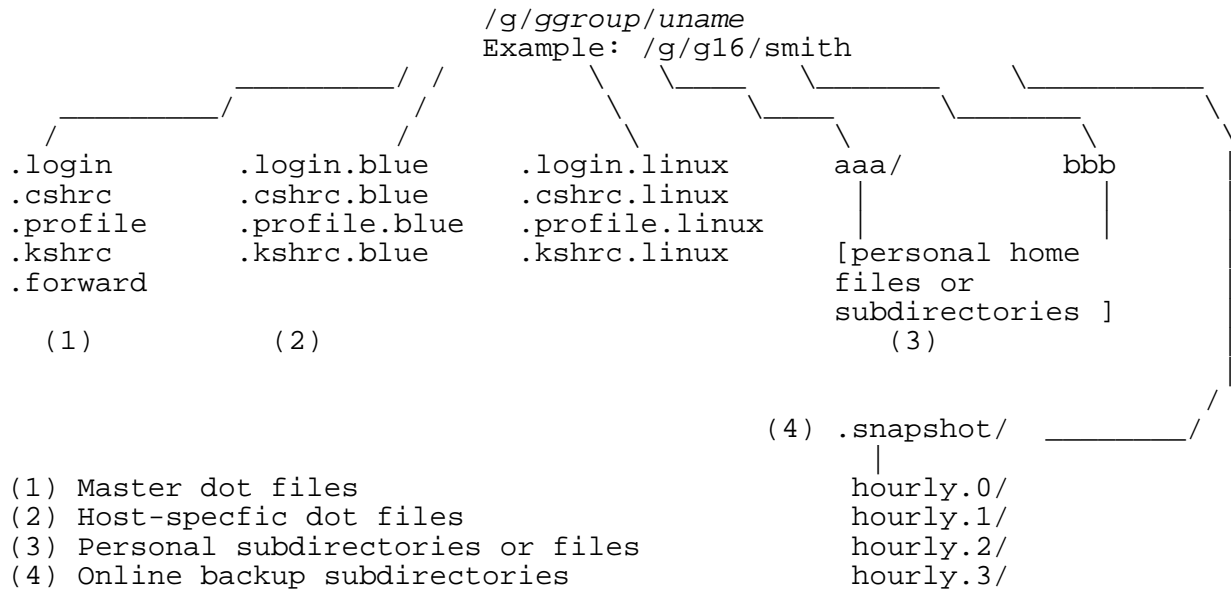 /g/ggroup/uname
Example: /g/g16/smith
.login .login.blue .login.linux aaa/ bbb
.cshrc .cshrc.blue .cshrc.linux
.profile .profile.blue .profile.linux
.kshrc .kshrc.blue .kshrc.linux [personal home
.forward files or
subdirectories ]
(1) (2) (3)
(4) .snapshot/
(1) Master dot files hourly.0/
(2) Host-specfic dot files hourly.1/
(3) Personal subdirectories or files hourly.2/
(4) Online backup subdirectories hourly.3/